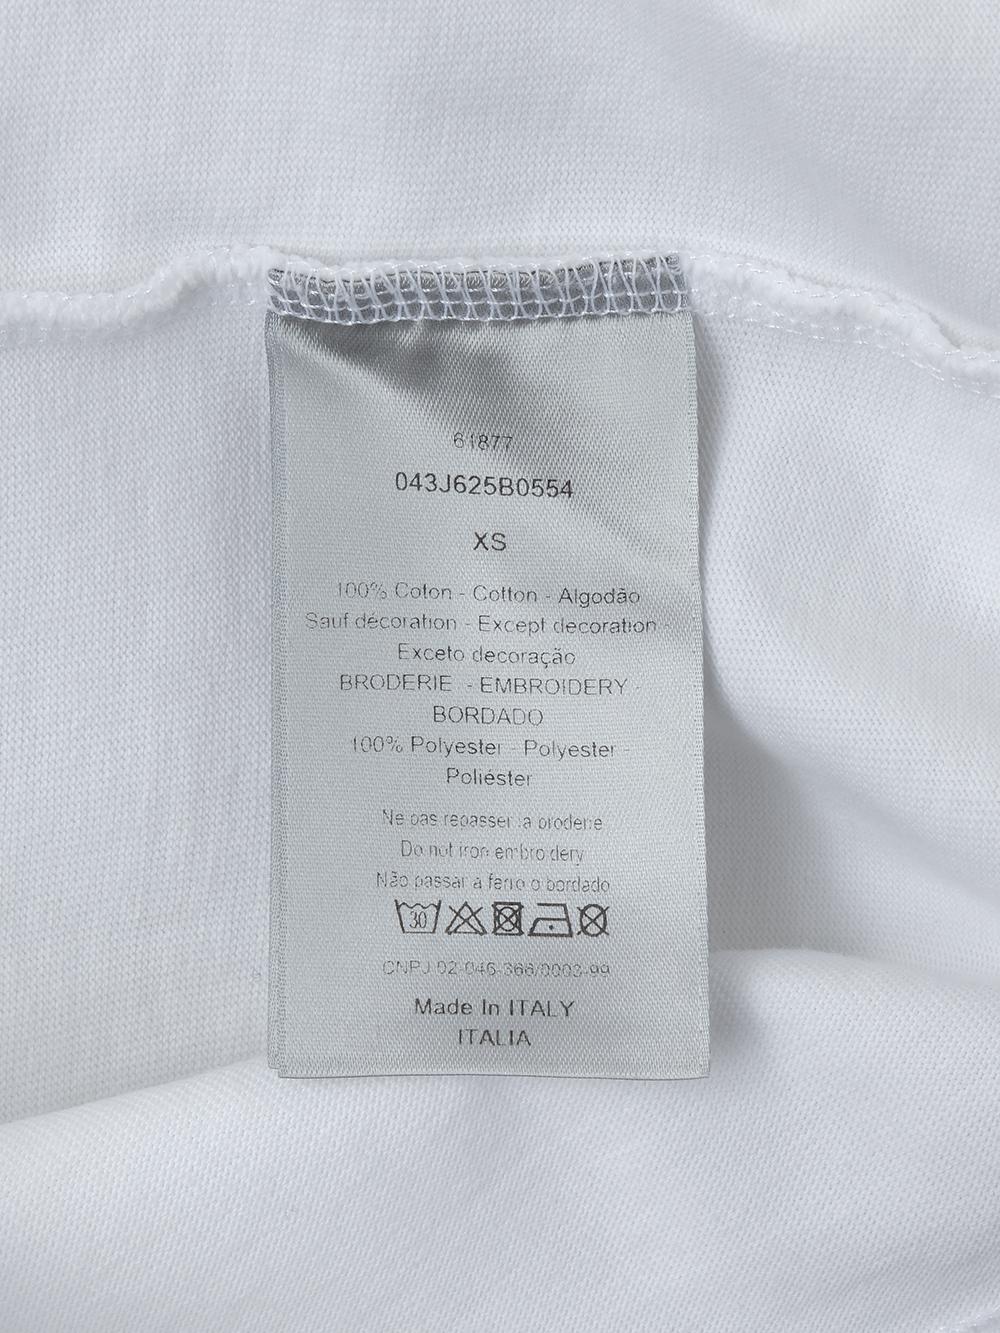 61877
043J625B0554
XS
100% Coton - Cotton - Algodão
Sauf décoration - Except decoration -
Exceto decoração
BRODERIE - EMBROIDERY -
BORDADO
100% Polyester - Polyester -
Poliéster
Ne pas repasser la broderie
Do not iron embroidery
Não passar a ferro o bordado
30
CNPJ 02-046-366/0003-99
Made In ITALY
ITALIA